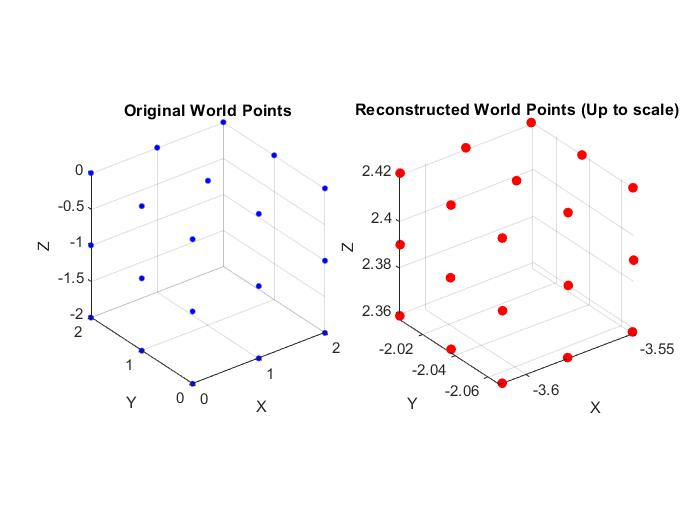 Original World Points
0
-0.5
-1
-1.5
-2
Z
2
1
0
Y
0
1
2
X
Reconstructed World Points (Up to scale)
2.42
2.4
2.38
2.36
Z
-2.02
-2.04
-2.06
Y
-3.6
-3.55
X